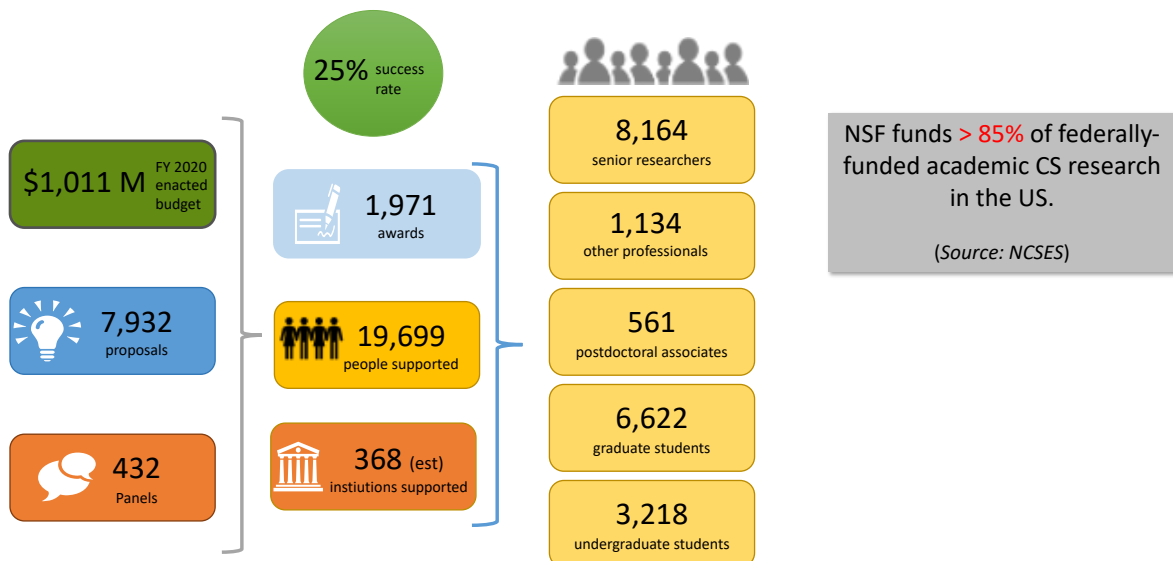 25% success
rate
$1,011 M FY 2020
enacted
budget
7,932
proposals
432
Panels
1,971
awards
19,699
people supported
368 (est)
instiutions supported
8,164
senior researchers
1,134
other professionals
561
postdoctoral associates
6,622
graduate students
3,218
undergraduate students
NSF funds > 85% of federally-
funded academic CS research
in the US.
(Source: NCSES)